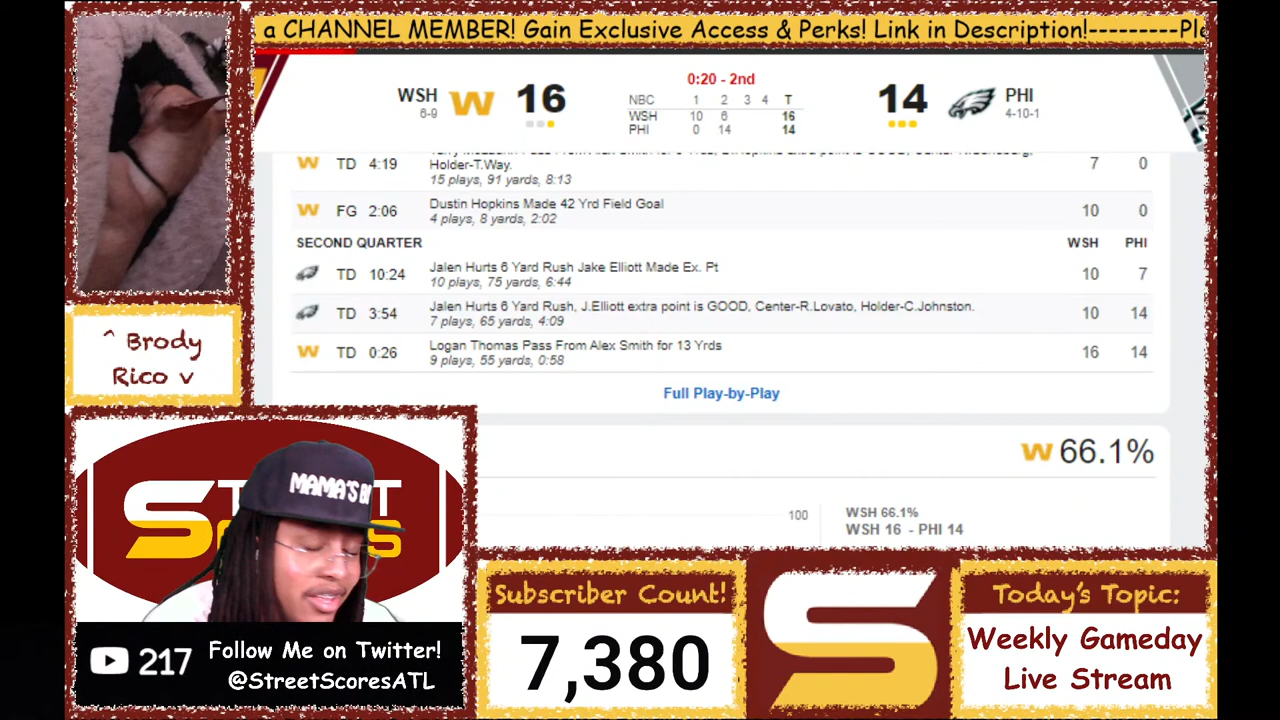 a CHANNEL MEMBER! Gain Exclusive Access & Perks! Link in Description!---------Ple
WSH
6-9
W
16
0:20 - 2nd
NBC 1 2 3 4 T
WSH 10 6 16
PHI 0 14 14
14
PHI
4-10-1
W TD 4:19 Holder-T.Way. 7 0
15 plays, 91 yards, 8:13
W FG 2:06 Dustin Hopkins Made 42 Yrd Field Goal 10 0
4 plays, 8 yards, 2:02
SECOND QUARTER WSH PHI
TD 10:24 Jalen Hurts 6 Yard Rush Jake Elliott Made Ex. Pt 10 7
10 plays, 75 yards, 6:44
TD 3:54 Jalen Hurts 6 Yard Rush, J.Elliott extra point is GOOD, Center-R.Lovato, Holder-C.Johnston. 10 14
7 plays, 65 yards, 4:09
W TD 0:26 Logan Thomas Pass From Alex Smith for 13 Yrds 16 14
9 plays, 55 yards, 0:58
Full Play-by-Play
W 66.1%
100
WSH 66.1%
WSH 16 - PHI 14
^ Brody
Rico v
MAMA'S B
217
Follow Me on Twitter!
@StreetScoresATL
Subscriber Count!
7,380
S
Today's Topic:
Weekly Gameday
Live Stream